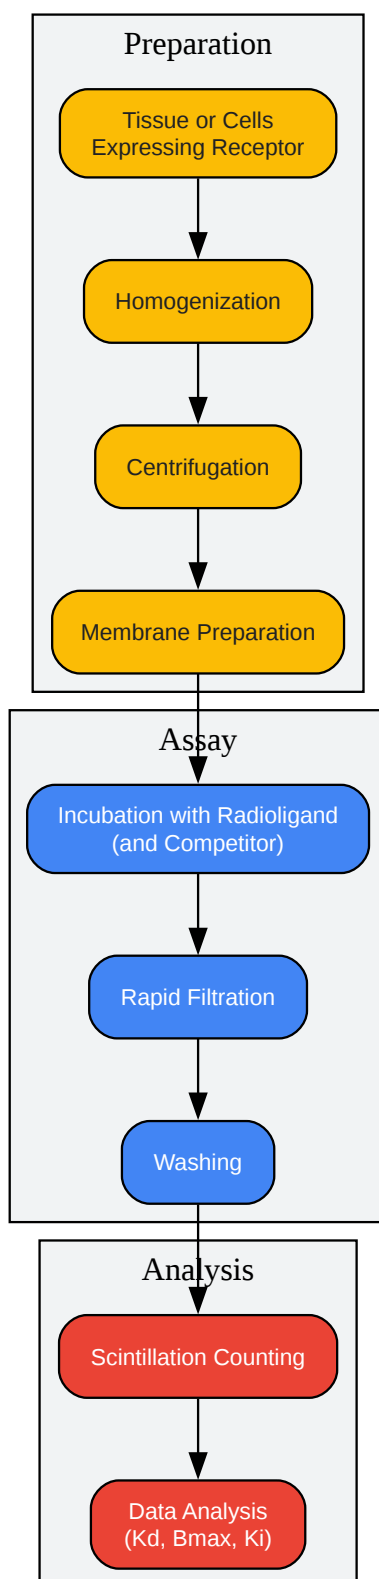 Preparation
Tissue or Cells
Expressing Receptor
Homogenization
Centrifugation
Membrane Preparation
Assay
Incubation with Radioligand
(and Competitor)
Rapid Filtration
Washing
Analysis
Scintillation Counting
Data Analysis
(Kd, Bmax, Ki)